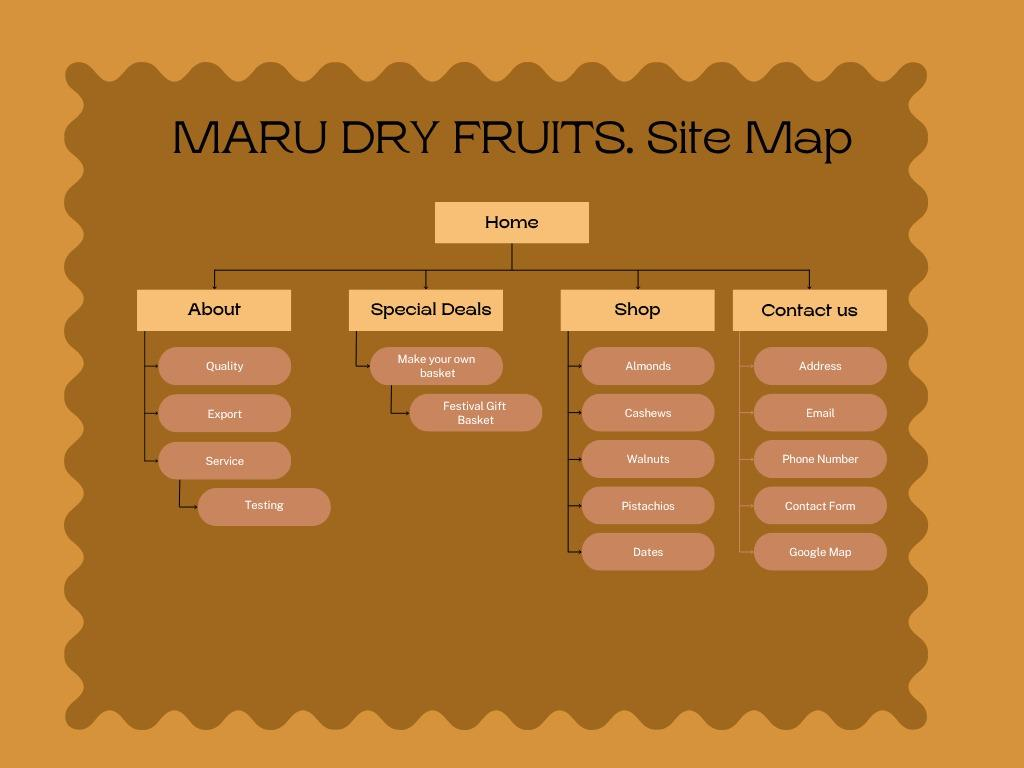 MARU DRY FRUITS. Site Map
Home
About
Quality
Export
Service
Testing
Special Deals
Make your own
basket
Festival Gift
Basket
Shop
Almonds
Cashews
Walnuts
Pistachios
Dates
Contact us
Address
Email
Phone Number
Contact Form
Google Map